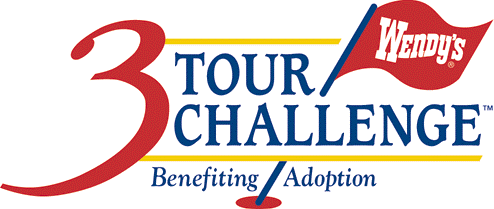 WENDY'S®
3 TOUR
CHALLENGE™
Benefiting Adoption